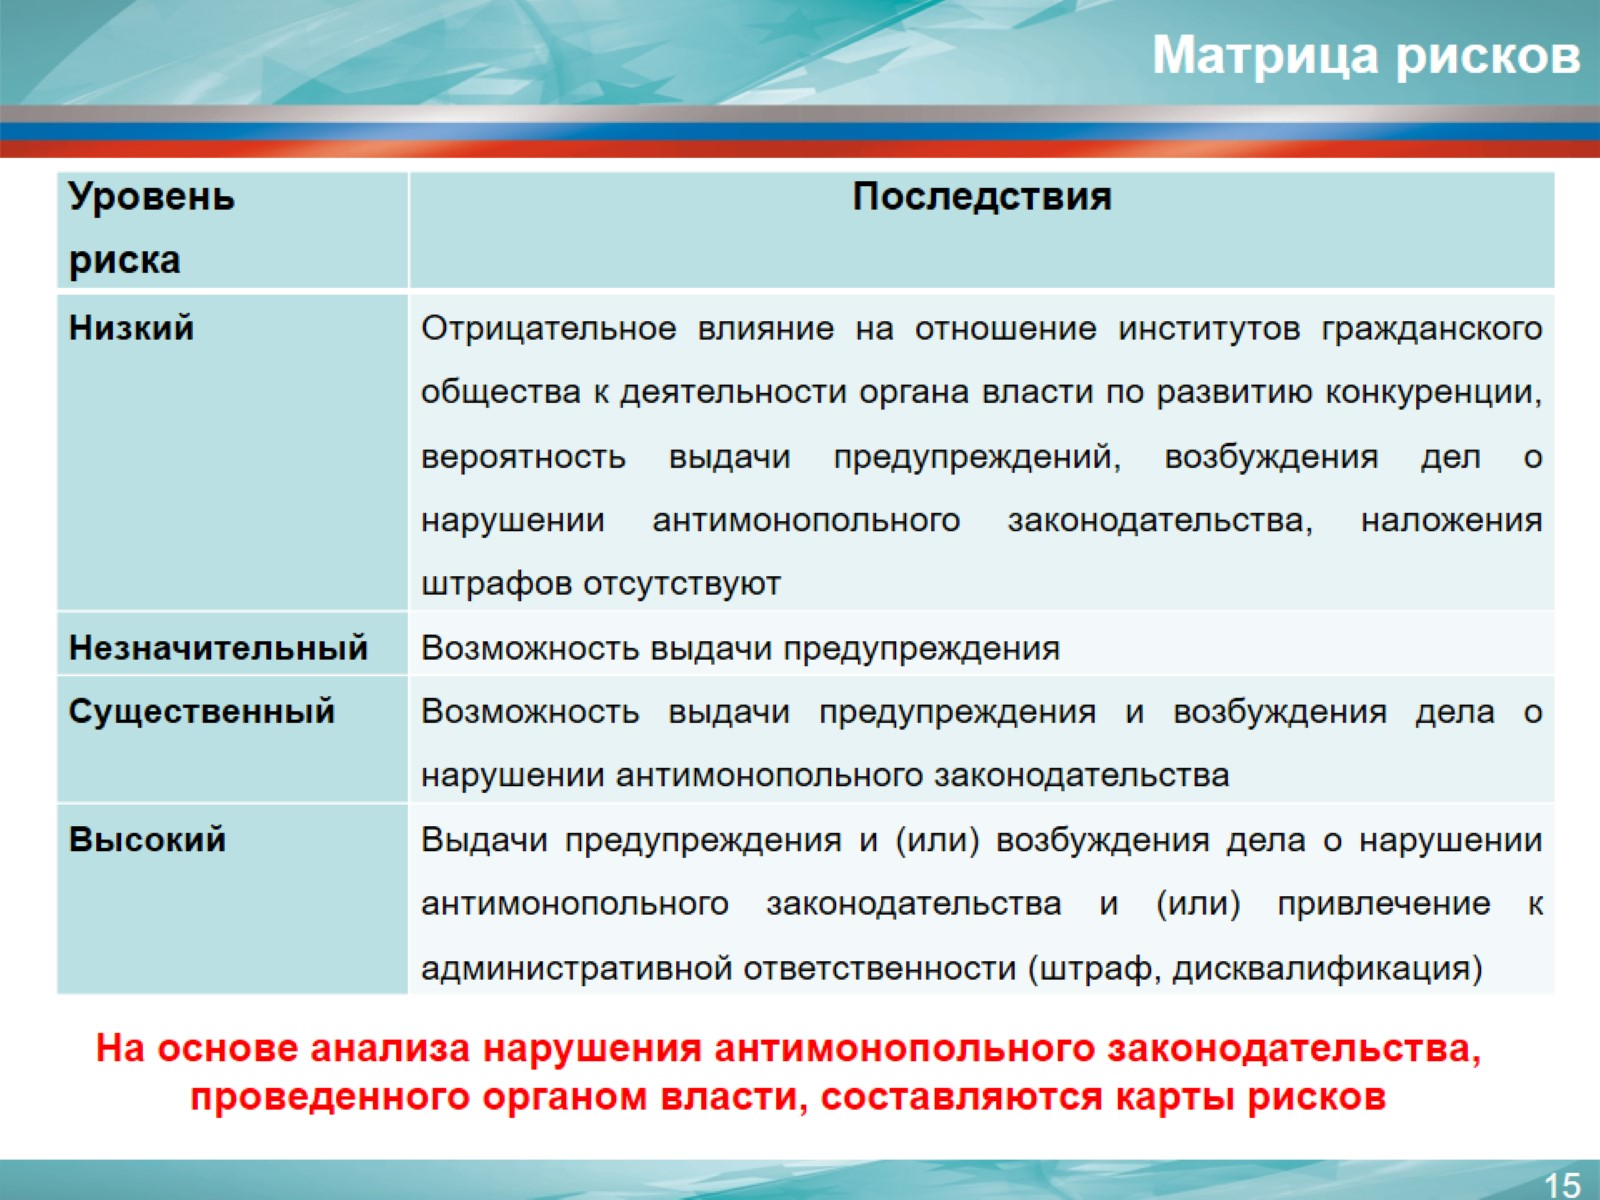 Матрица рисков
Уровень
риска
Последствия
Низкий
Отрицательное влияние на отношение институтов гражданского
общества к деятельности органа власти по развитию конкуренции,
вероятность выдачи предупреждений, возбуждения дел о
нарушении антимонопольного законодательства, наложения
штрафов отсутствуют
Незначительный
Возможность выдачи предупреждения
Существенный
Возможность выдачи предупреждения и возбуждения дела о
нарушении антимонопольного законодательства
Высокий
Выдачи предупреждения и (или) возбуждения дела о нарушении
антимонопольного законодательства и (или) привлечение к
административной ответственности (штраф, дисквалификация)
На основе анализа нарушения антимонопольного законодательства,
проведенного органом власти, составляются карты рисков
15